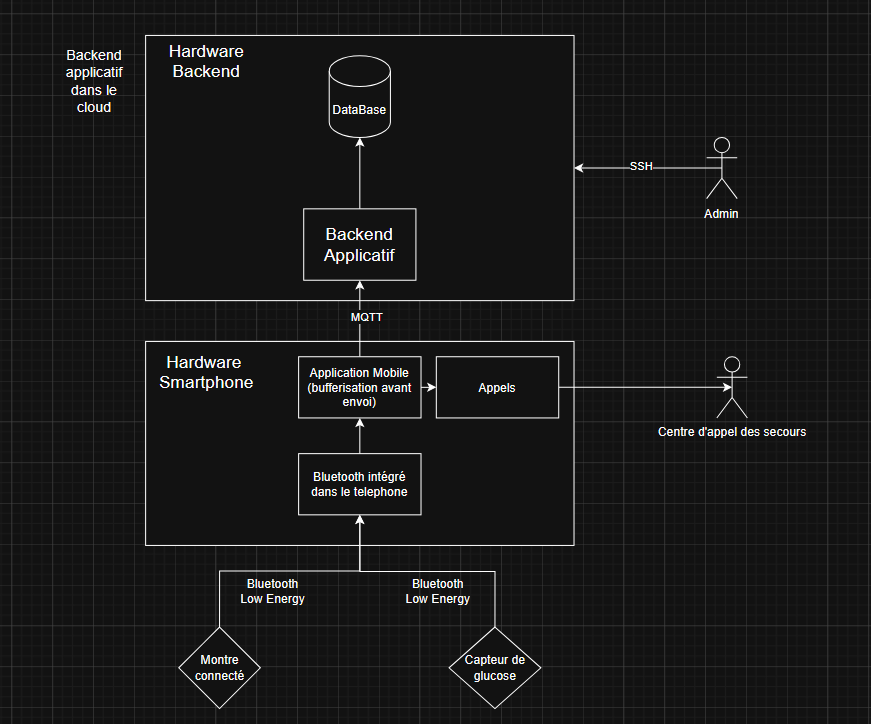 Backend
applicatif
dans le
cloud
Hardware
Backend
DataBase
SSH
Admin
Backend
Applicatif
MQTT
Hardware
Smartphone
Application Mobile
(bufferisation avant
envoi)
Appels
Centre d'appel des secours
Bluetooth intégré
dans le telephone
Bluetooth
Low Energy
Bluetooth
Low Energy
Montre
connecté
Capteur de
glucose